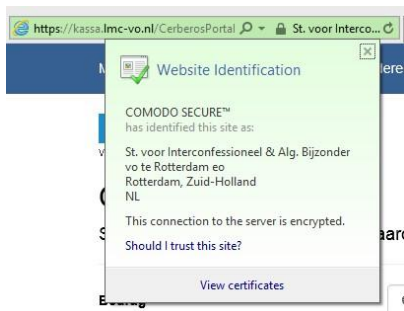 https://kassa.lmc-vo.nl/CerberosPortal
St. voor Interco...
Website Identification
COMODO SECURE™
has identified this site as:
St. voor Interconfessioneel & Alg. Bijzonder
vo te Rotterdam eo
Rotterdam, Zuid-Holland
NL
This connection to the server is encrypted.
Should I trust this site?
View certificates